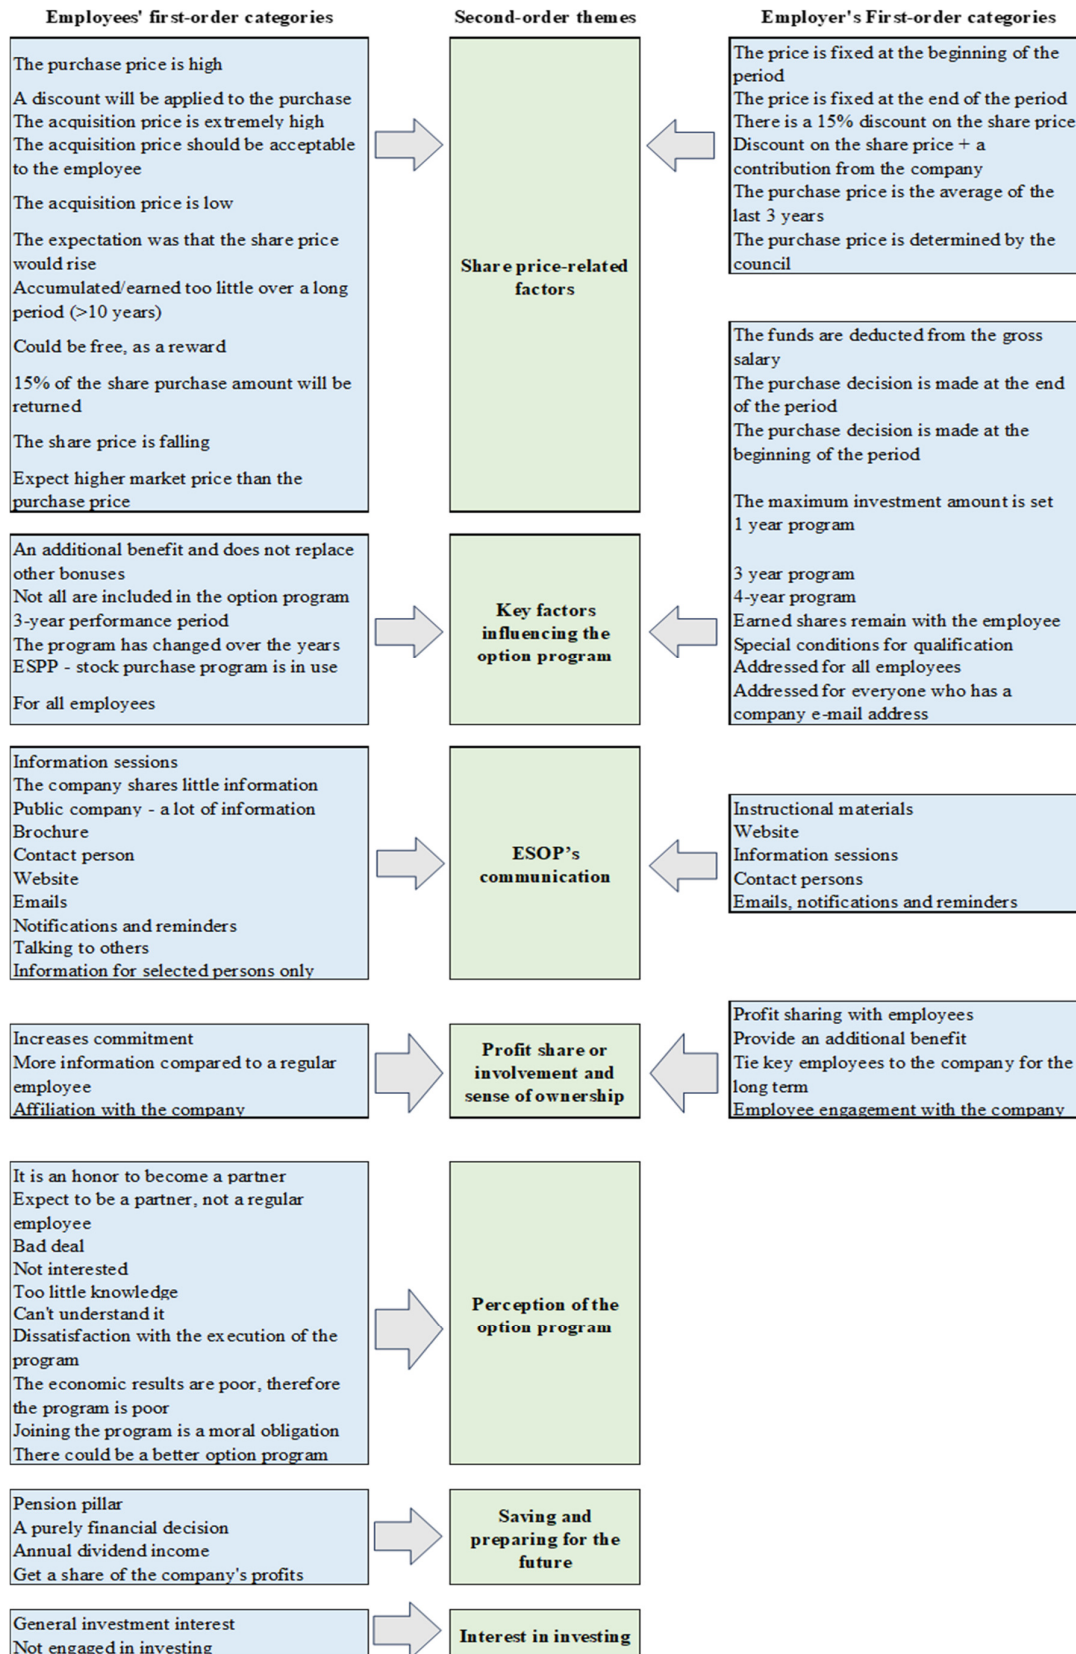 Employees' first-order categories
Second-order themes
Employer's First-order categories
The purchase price is high
A discount will be applied to the purchase
The acquisition price is extremely high
The acquisition price should be acceptable
to the employee
The acquisition price is low
The expectation was that the share price
would rise
Accumulated/earned too little over a long
period (>10 years)
Could be free, as a reward
15% of the share purchase amount will be
returned
The share price is falling
Expect higher market price than the
purchase price
Share price-related
factors
The price is fixed at the beginning of the
period
The price is fixed at the end of the period
There is a 15% discount on the share price
Discount on the share price + a
contribution from the company
The purchase price is the average of the
last 3 years
The purchase price is determined by the
council
An additional benefit and does not replace
other bonuses
Not all are included in the option program
3-year performance period
The program has changed over the years
ESPP - stock purchase program is in use
For all employees
Key factors
influencing the
option program
The funds are deducted from the gross
salary
The purchase decision is made at the end
of the period
The purchase decision is made at the
beginning of the period
The maximum investment amount is set
1 year program
3 year program
4-year program
Earned shares remain with the employee
Special conditions for qualification
Addressed for all employees
Addressed for everyone who has a
company e-mail address
Information sessions
The company shares little information
Public company - a lot of information
Brochure
Contact person
Website
Emails
Notifications and reminders
Talking to others
Information for selected persons only
ESOP's
communication
Instructional materials
Website
Information sessions
Contact persons
Emails, notifications and reminders
Increases commitment
More information compared to a regular
employee
Affiliation with the company
Profit share or
involvement and
sense of ownership
Profit sharing with employees
Provide an additional benefit
Tie key employees to the company for the
long term
Employee engagement with the company
It is an honor to become a partner
Expect to be a partner, not a regular
employee
Bad deal
Not interested
Too little knowledge
Can't understand it
Dissatisfaction with the execution of the
program
The economic results are poor, therefore
the program is poor
Joining the program is a moral obligation
There could be a better option program
Perception of the
option program
Pension pillar
A purely financial decision
Annual dividend income
Get a share of the company's profits
Saving and
preparing for the
future
General investment interest
Not engaged in investing
Interest in investing